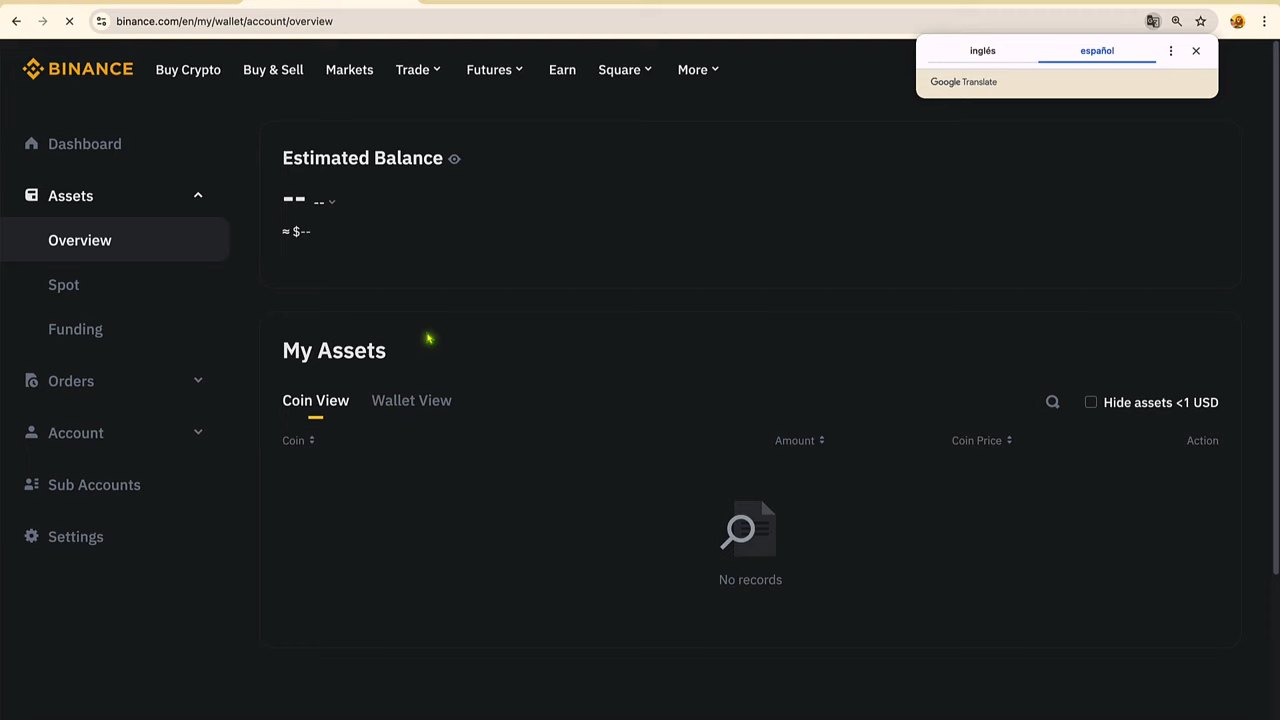 binance.com/en/my/wallet/account/overview
inglés español
Google Translate
BINANCE Buy Crypto Buy & Sell Markets Trade Futures Earn Square More
Dashboard
Assets
Overview
Spot
Funding
Orders
Account
Sub Accounts
Settings
Estimated Balance
-- --
≈ $--
My Assets
Coin View Wallet View
Hide assets <1 USD
Coin Amount Coin Price Action
No records